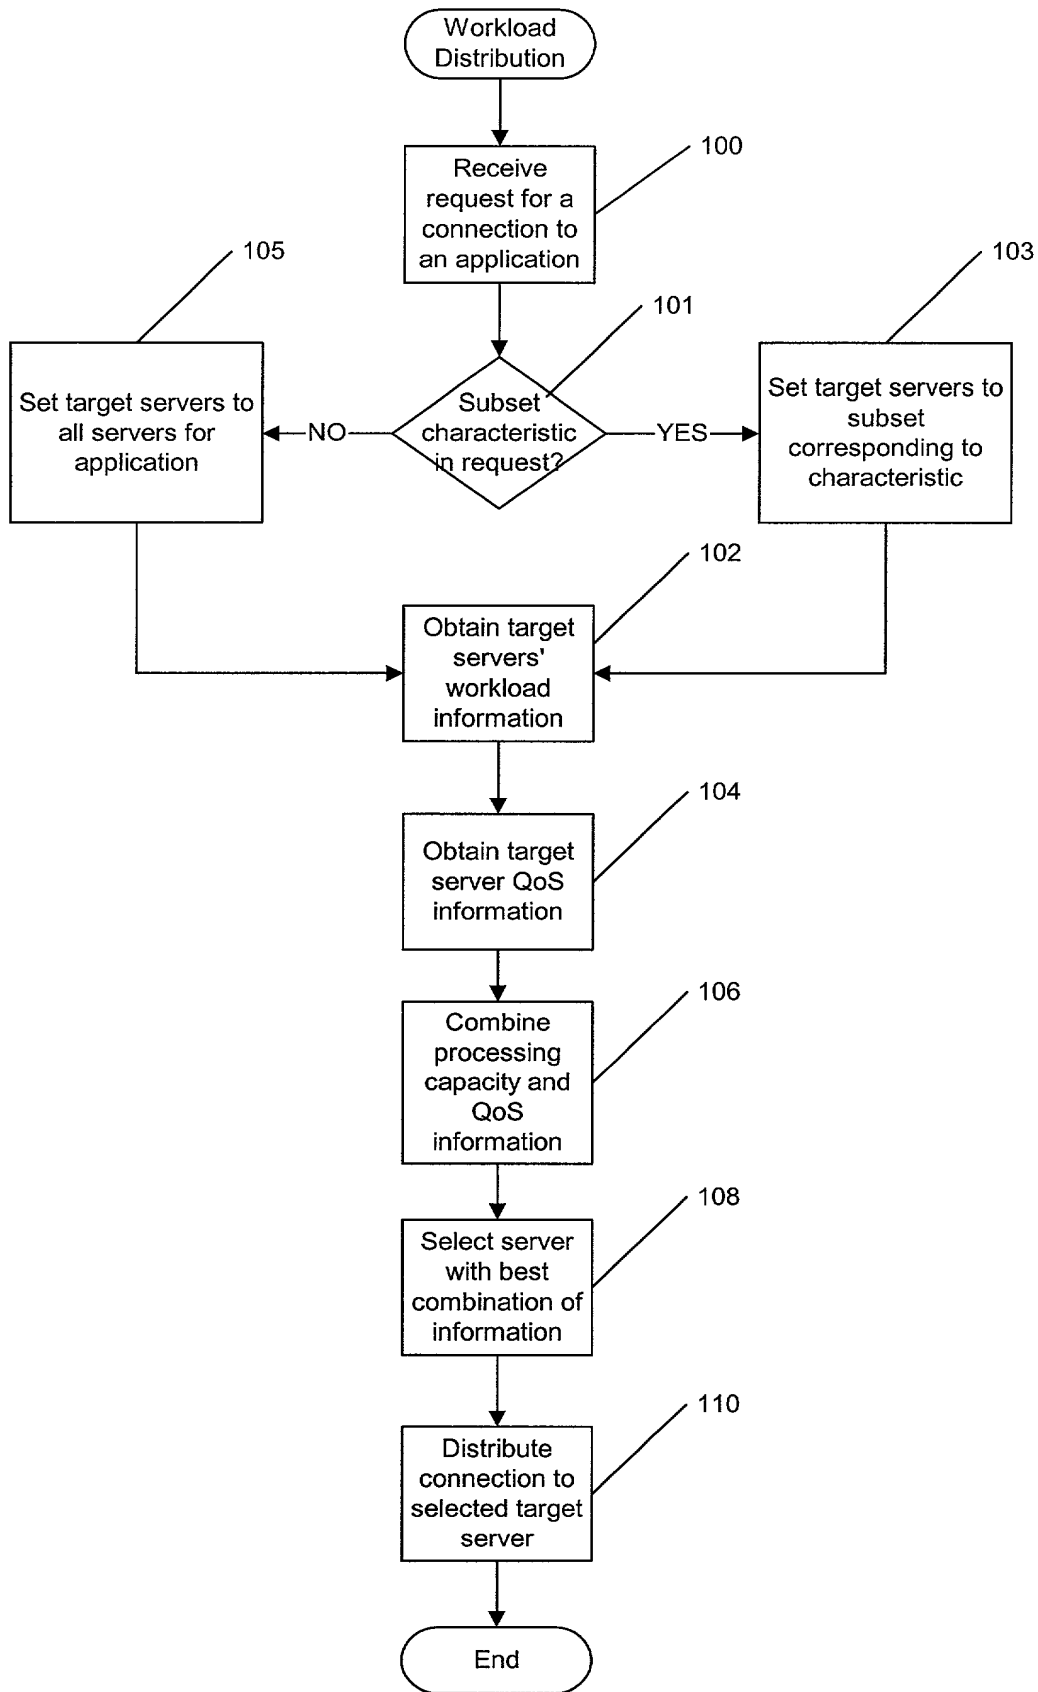 Workload
Distribution
100
Receive
request for a
connection to
an application
105
103
101
Set target servers to
all servers for
application
NO
Subset
characteristic
in request?
YES
Set target servers to
subset
corresponding to
characteristic
102
Obtain target
servers'
workload
information
104
Obtain target
server QoS
information
106
Combine
processing
capacity and
QoS
information
108
Select server
with best
combination of
information
110
Distribute
connection to
selected target
server
End